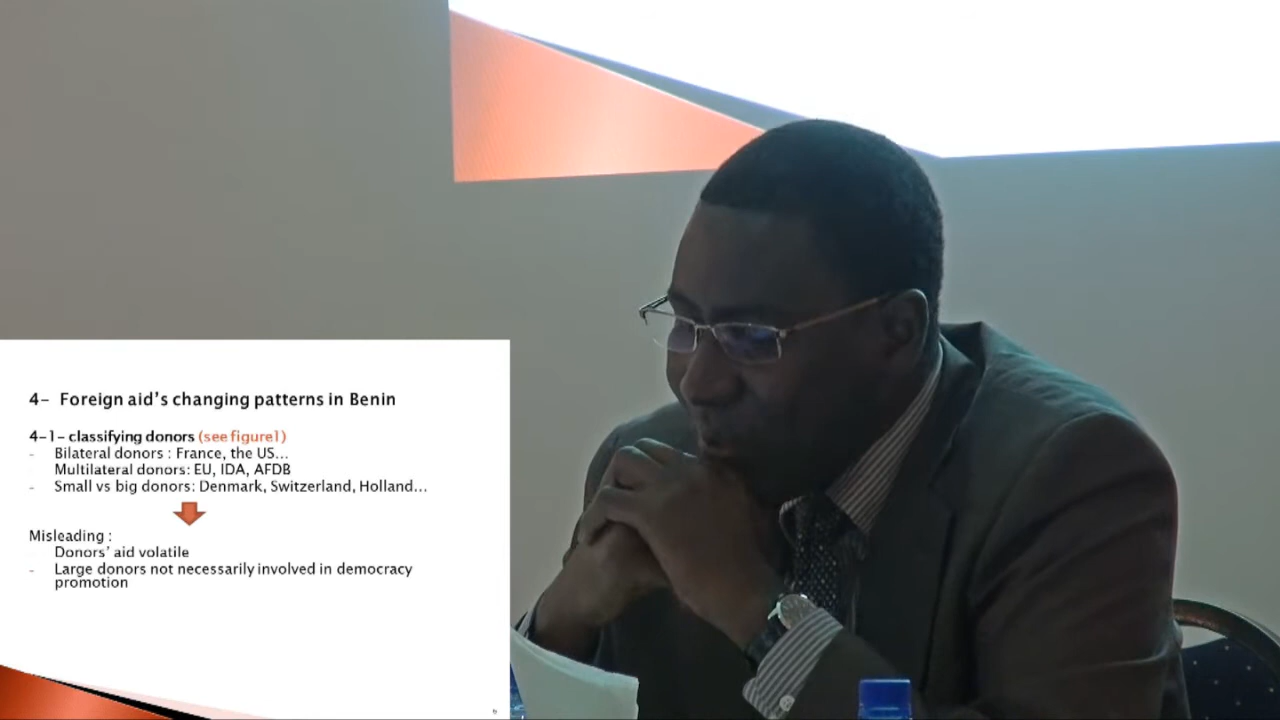 4- Foreign aid's changing patterns in Benin
4-1- classifying donors (see figure1)
- Bilateral donors : France, the US...
Multilateral donors: EU, IDA, AFDB
- Small vs big donors: Denmark, Switzerland, Holland...
Misleading :
Donors' aid volatile
- Large donors not necessarily involved in democracy
promotion